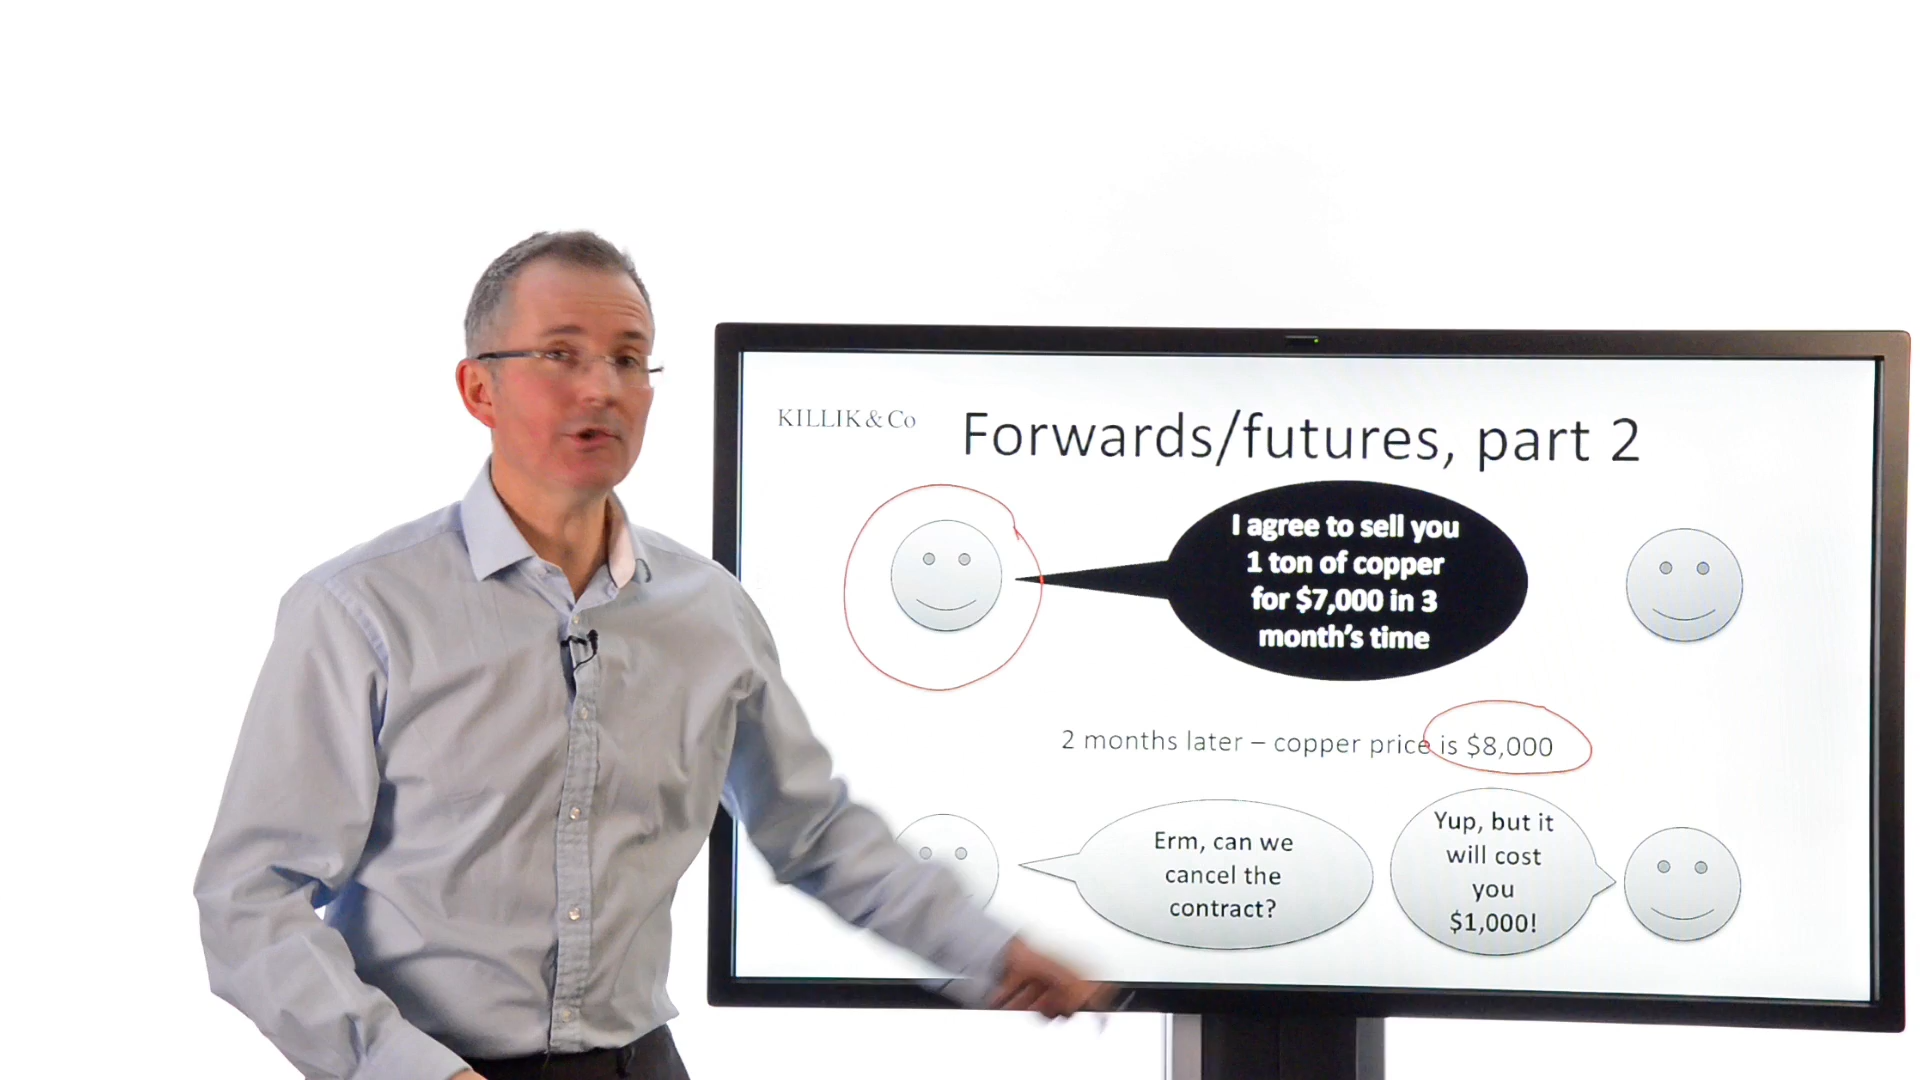 KILLIK & Co
Forwards/futures, part 2
I agree to sell you
1 ton of copper
for $7,000 in 3
month's time
2 months later – copper price is $8,000
Erm, can we
cancel the
contract?
Yup, but it
will cost
you
$1,000!